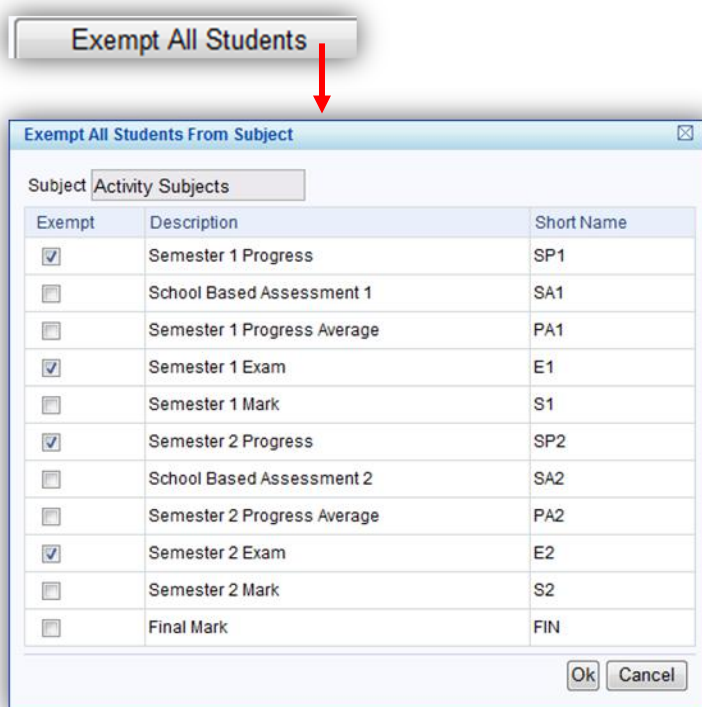 Exempt All Students
Exempt All Students From Subject
Subject Activity Subjects
Exempt Description Short Name
Semester 1 Progress SP1
School Based Assessment 1 SA1
Semester 1 Progress Average PA1
Semester 1 Exam E1
Semester 1 Mark S1
Semester 2 Progress SP2
School Based Assessment 2 SA2
Semester 2 Progress Average PA2
Semester 2 Exam E2
Semester 2 Mark S2
Final Mark FIN
Ok Cancel